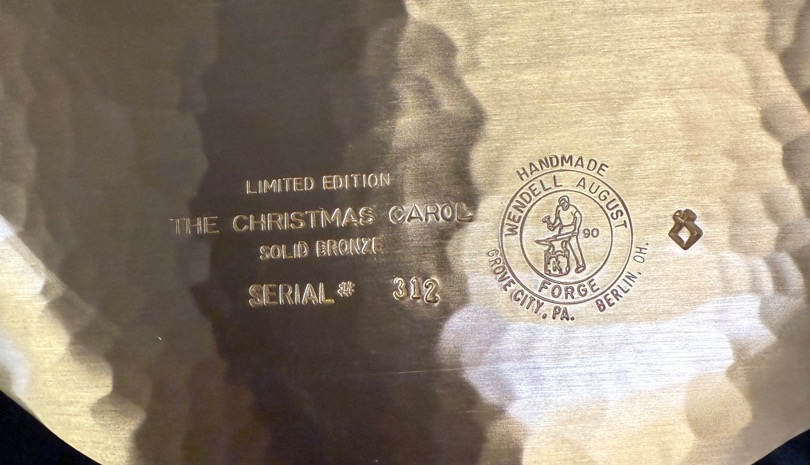 LIMITED EDITION
THE CHRISTMAS CAROL
SOLID BRONZE
SERIAL # 312
HANDMADE
WENDELL AUGUST
90
FORGE
GROVE CITY, PA. BERLIN, OH.